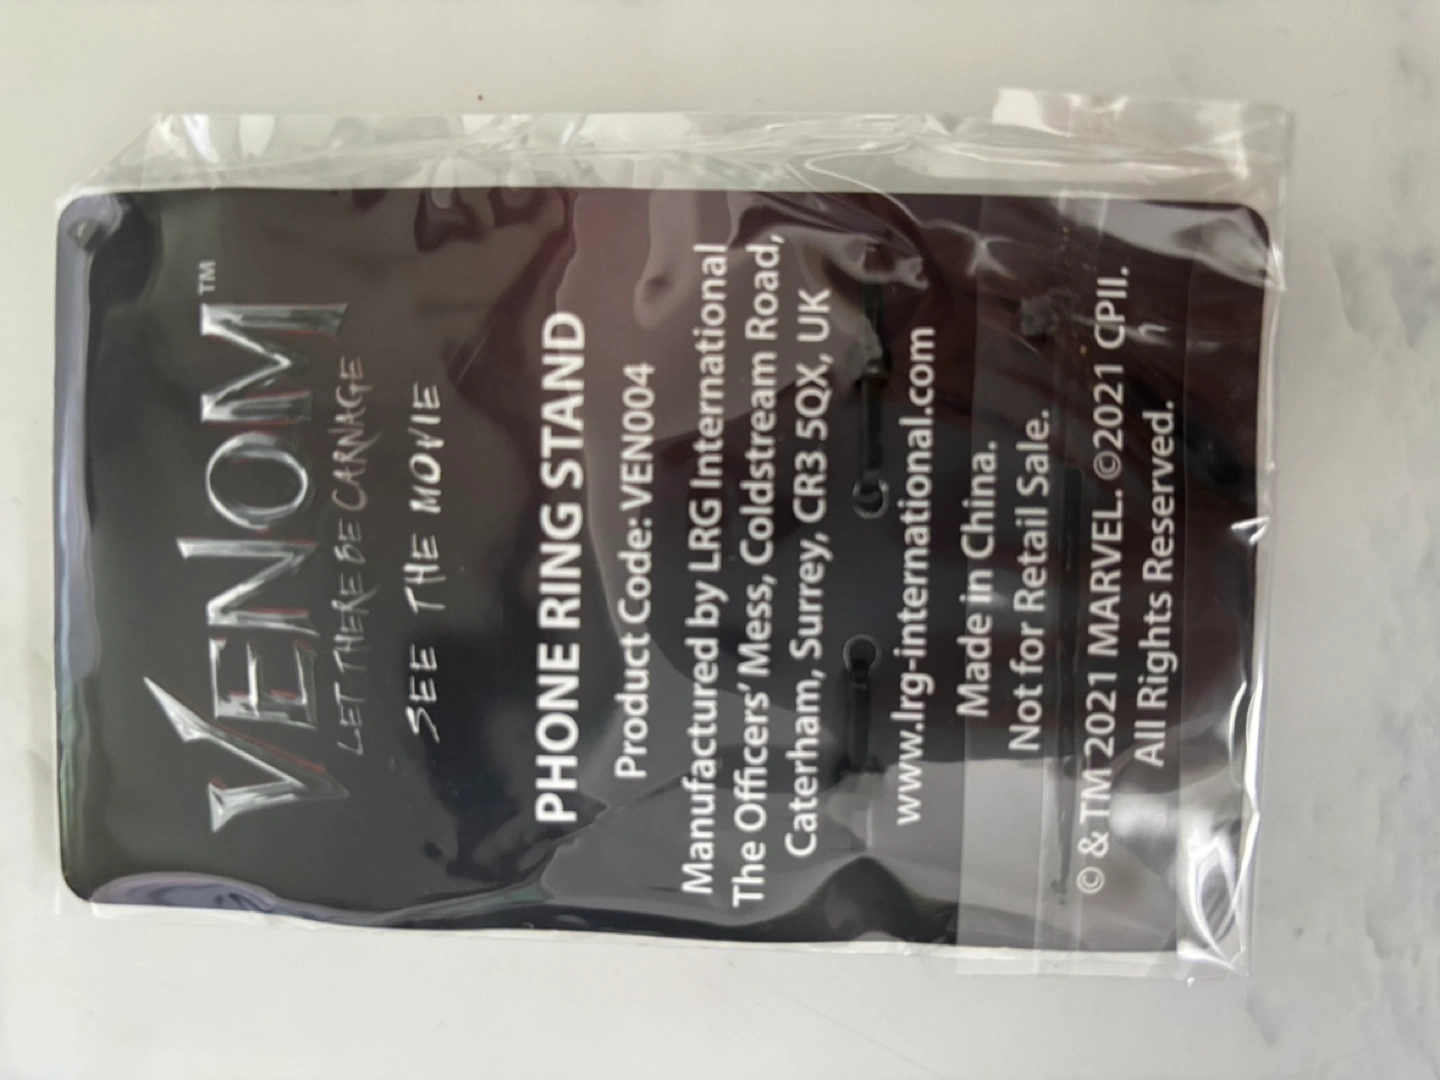 VENOM™
LET THERE BE CARNAGE
SEE THE MOVIE
PHONE RING STAND
Product Code: VEN004
Manufactured by LRG International
The Officers' Mess, Coldstream Road,
Caterham, Surrey, CR3 5QX, UK
www.lrg-international.com
Made in China.
Not for Retail Sale.
© & TM 2021 MARVEL. ©2021 CPII.
All Rights Reserved.